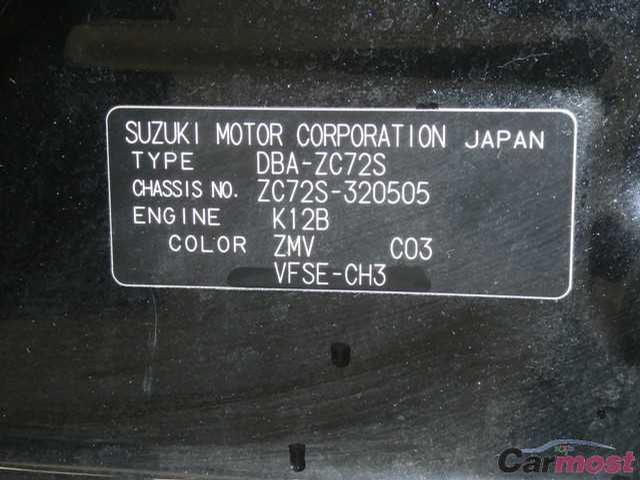 SUZUKI MOTOR CORPORATION JAPAN
TYPE DBA-ZC72S
CHASSIS NO. ZC72S-320505
ENGINE K12B
COLOR ZMV C03
VFSE-CH3
Carmost